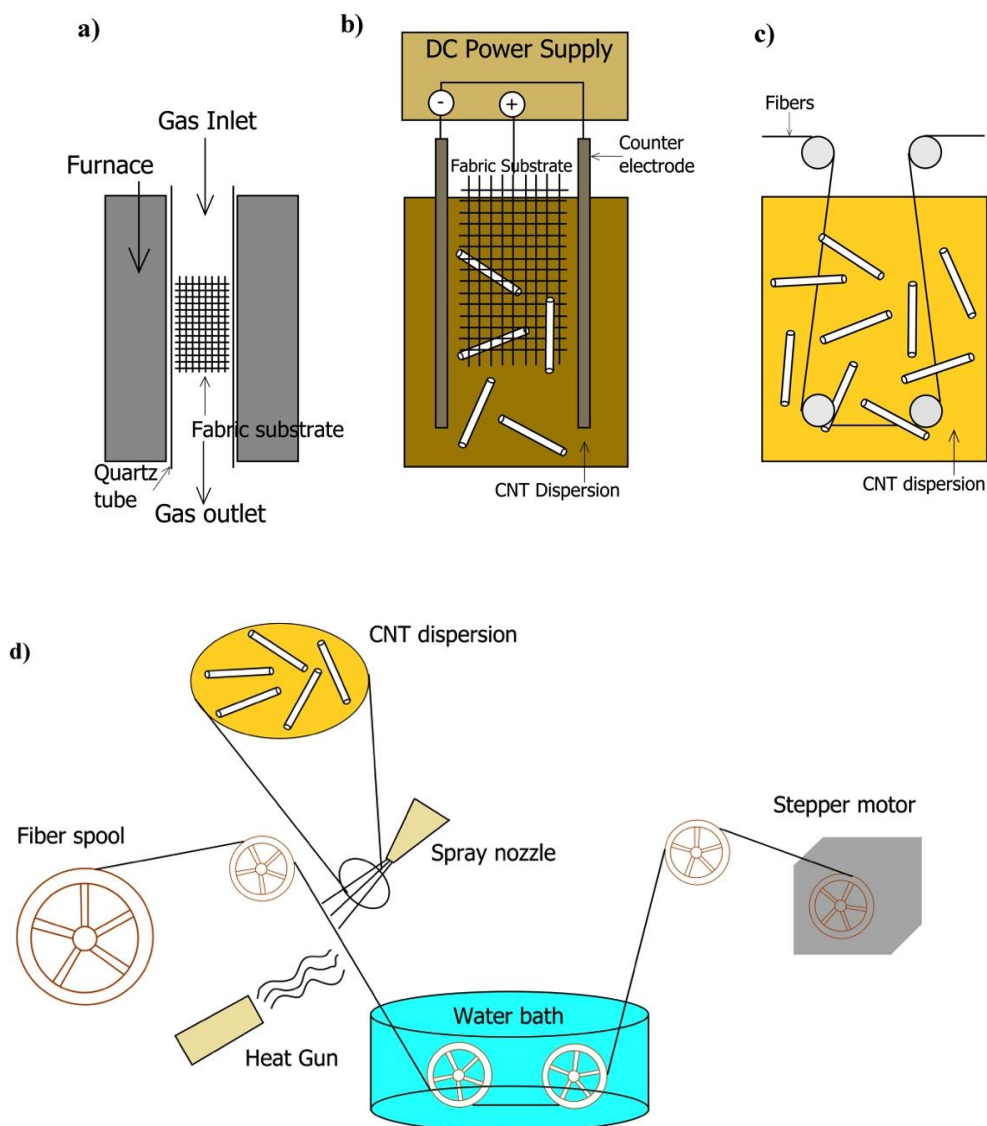 a)
Gas Inlet
Furnace
Fabric substrate
Quartz
tube
Gas outlet
b)
DC Power Supply
-
+
Counter
electrode
Fabric Substrate
CNT Dispersion
c)
Fibers
CNT dispersion
d)
CNT dispersion
Fiber spool
Spray nozzle
Stepper motor
Heat Gun
Water bath